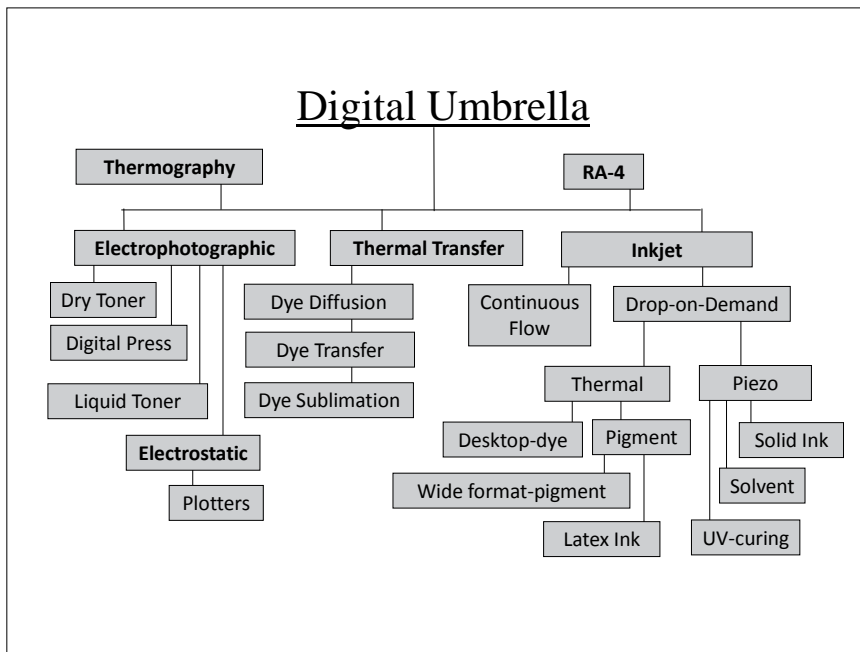 Digital Umbrella
Thermography
RA-4
Electrophotographic
Thermal Transfer
Inkjet
Dry Toner
Dye Diffusion
Continuous
Flow
Drop-on-Demand
Digital Press
Dye Transfer
Thermal
Piezo
Liquid Toner
Dye Sublimation
Desktop-dye
Pigment
Solid Ink
Electrostatic
Wide format-pigment
Solvent
Plotters
Latex Ink
UV-curing